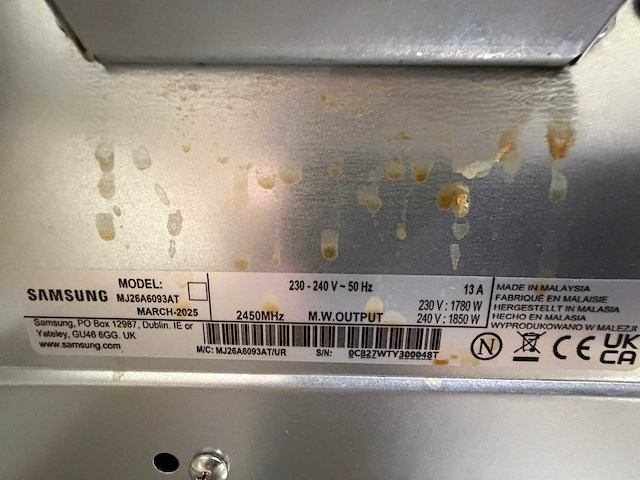 SAMSUNG
MODEL:
MJ26A6093AT
MARCH-2025
230 - 240 V ~ 50 Hz
13 A
230 V : 1780 W
2450MHz
M.W.OUTPUT
240 V : 1850 W
MADE IN MALAYSIA
FABRIQUÉ EN MALAISIE
HERGESTELLT IN MALASIA
HECHO EN MALASIA
WYPRODUKOWANO W MALEZJI
Samsung, PO Box 12987, Dublin. IE or
Yateley, GU46 6GG. UK
www.samsung.com
M/C: MJ26A6093AT/UR
S/N: 0C827WTY300048T
N
CE
UK
CA